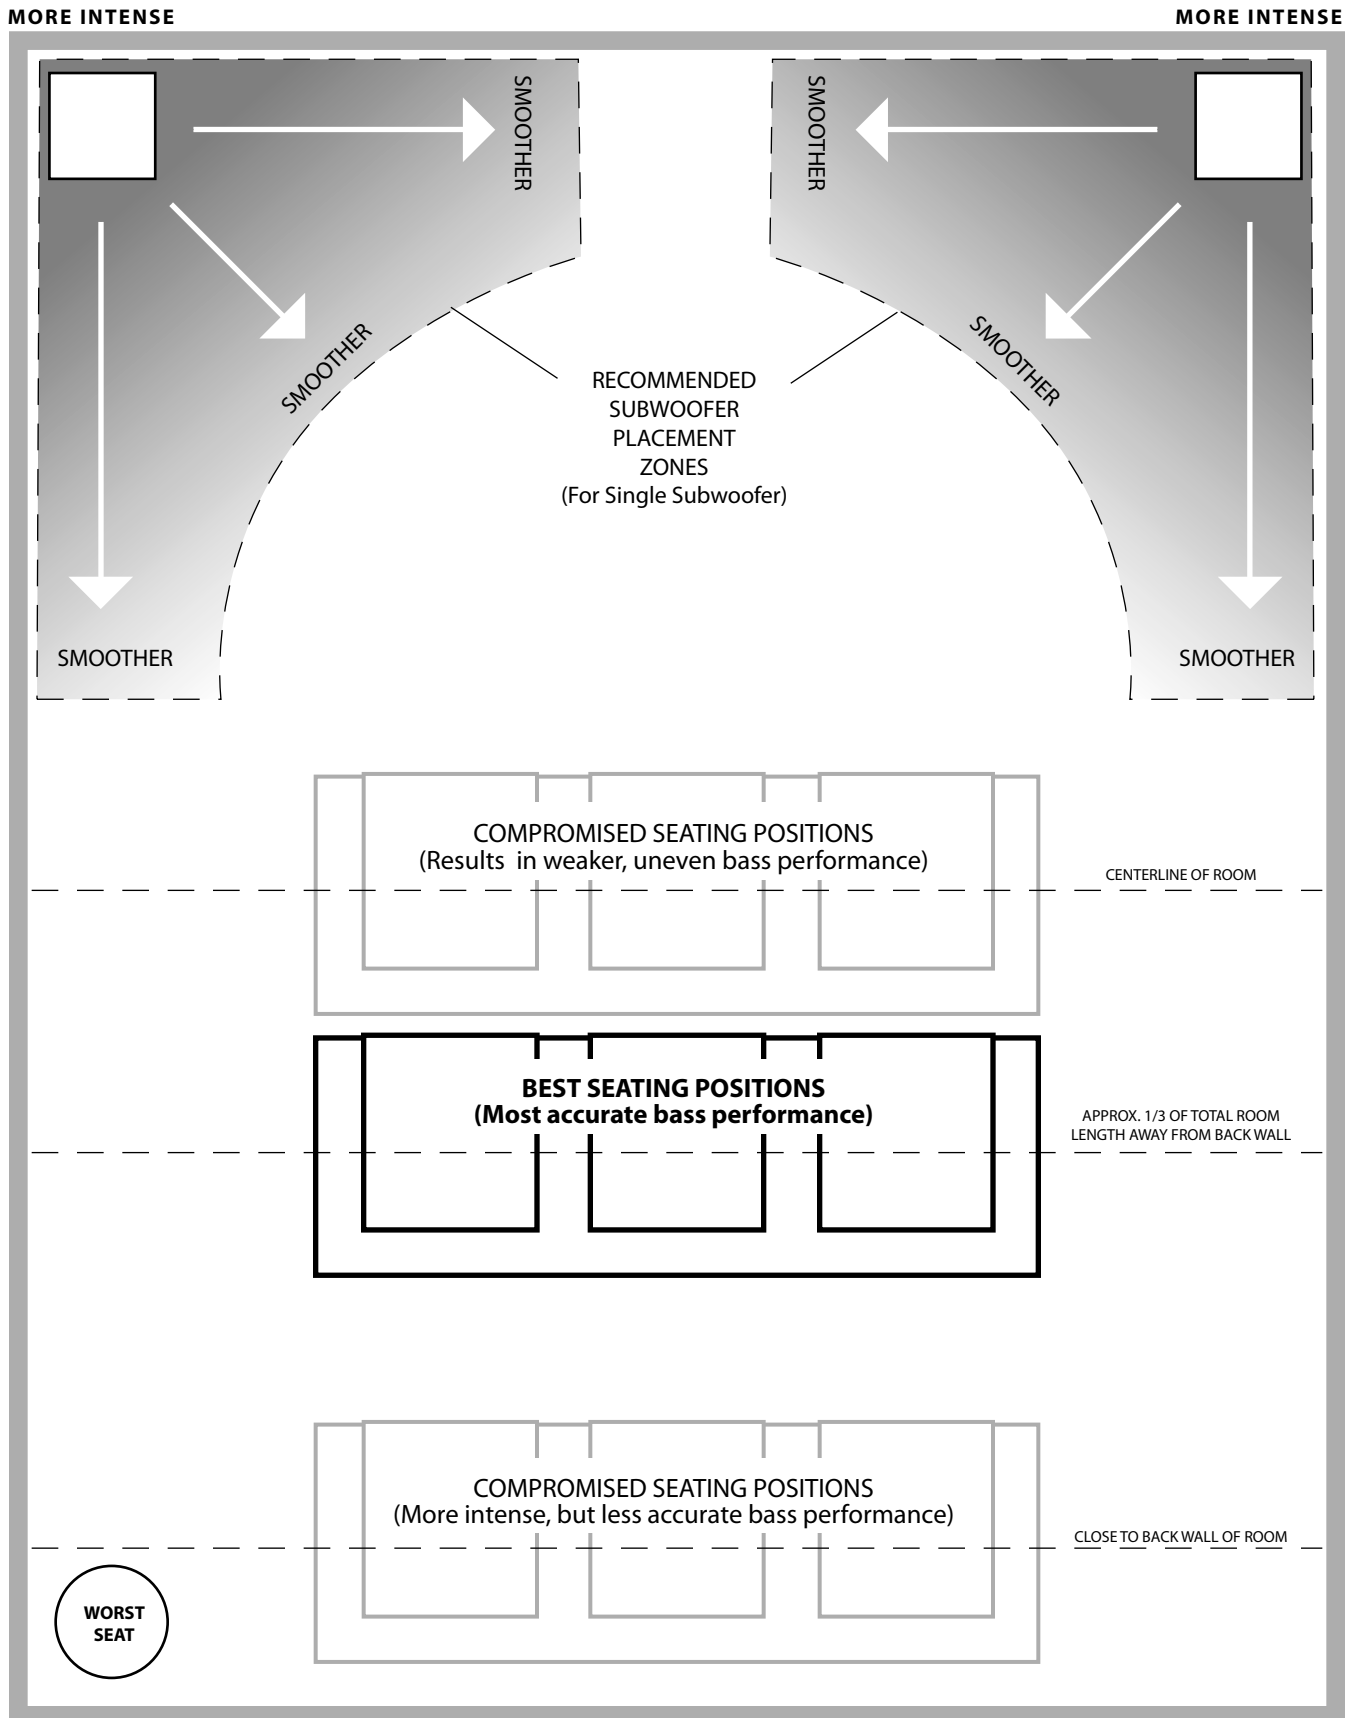 MORE INTENSE
MORE INTENSE
SMOOTHER
SMOOTHER
SMOOTHER
SMOOTHER
RECOMMENDED
SUBWOOFER
PLACEMENT
ZONES
(For Single Subwoofer)
SMOOTHER
SMOOTHER
COMPROMISED SEATING POSITIONS
(Results in weaker, uneven bass performance)
CENTERLINE OF ROOM
BEST SEATING POSITIONS
(Most accurate bass performance)
APPROX. 1/3 OF TOTAL ROOM
LENGTH AWAY FROM BACK WALL
COMPROMISED SEATING POSITIONS
(More intense, but less accurate bass performance)
CLOSE TO BACK WALL OF ROOM
WORST
SEAT